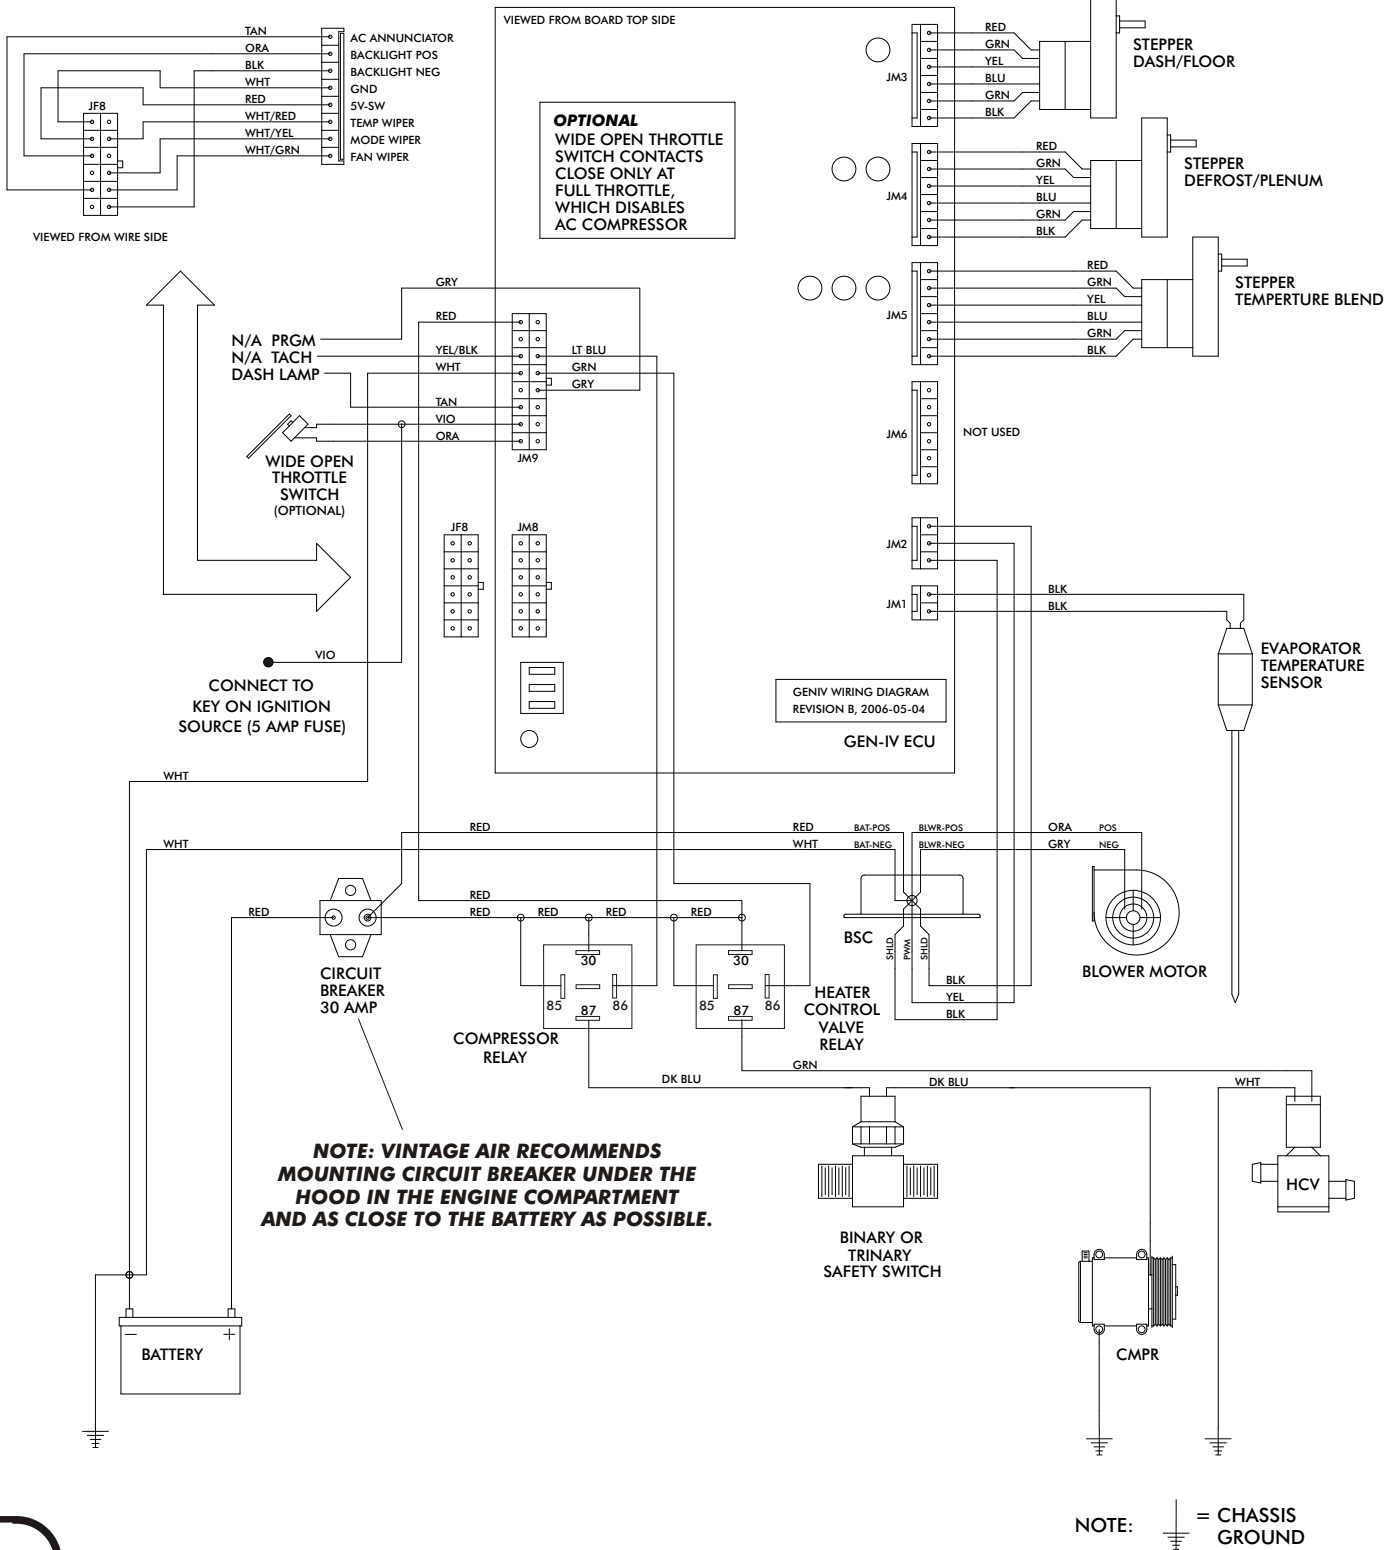 VIEWED FROM BOARD TOP SIDE
TAN
ORA
BLK
WHT
RED
WHT/RED
WHT/YEL
WHT/GRN
AC ANNUNCIATOR
BACKLIGHT POS
BACKLIGHT NEG
GND
5V-SW
TEMP WIPER
MODE WIPER
FAN WIPER
JF8
VIEWED FROM WIRE SIDE
OPTIONAL
WIDE OPEN THROTTLE
SWITCH CONTACTS
CLOSE ONLY AT
FULL THROTTLE,
WHICH DISABLES
AC COMPRESSOR
JM3
RED
GRN
YEL
BLU
GRN
BLK
STEPPER
DASH/FLOOR
JM4
RED
GRN
YEL
BLU
GRN
BLK
STEPPER
DEFROST/PLENUM
JM5
RED
GRN
YEL
BLU
GRN
BLK
STEPPER
TEMPERTURE BLEND
JM6
NOT USED
JM2
JM1
BLK
BLK
EVAPORATOR
TEMPERATURE
SENSOR
GRY
RED
N/A PRGM
N/A TACH
DASH LAMP
YEL/BLK
WHT
TAN
VIO
ORA
LT BLU
GRN
GRY
JM9
WIDE OPEN
THROTTLE
SWITCH
(OPTIONAL)
JF8
JM8
VIO
CONNECT TO
KEY ON IGNITION
SOURCE (5 AMP FUSE)
GENIV WIRING DIAGRAM
REVISION B, 2006-05-04
GEN-IV ECU
WHT
RED
RED
BAT-POS
BLWR-POS
ORA
POS
WHT
WHT
BAT-NEG
BLWR-NEG
GRY
NEG
RED
RED
RED
RED
RED
RED
BSC
SHLD
PWM
SHLD
BLK
YEL
BLK
BLOWER MOTOR
CIRCUIT
BREAKER
30 AMP
30
85
86
87
COMPRESSOR
RELAY
30
85
86
87
HEATER
CONTROL
VALVE
RELAY
GRN
DK BLU
DK BLU
WHT
NOTE: VINTAGE AIR RECOMMENDS
MOUNTING CIRCUIT BREAKER UNDER THE
HOOD IN THE ENGINE COMPARTMENT
AND AS CLOSE TO THE BATTERY AS POSSIBLE.
HCV
BINARY OR
TRINARY
SAFETY SWITCH
CMPR
− +
BATTERY
NOTE: = CHASSIS
GROUND